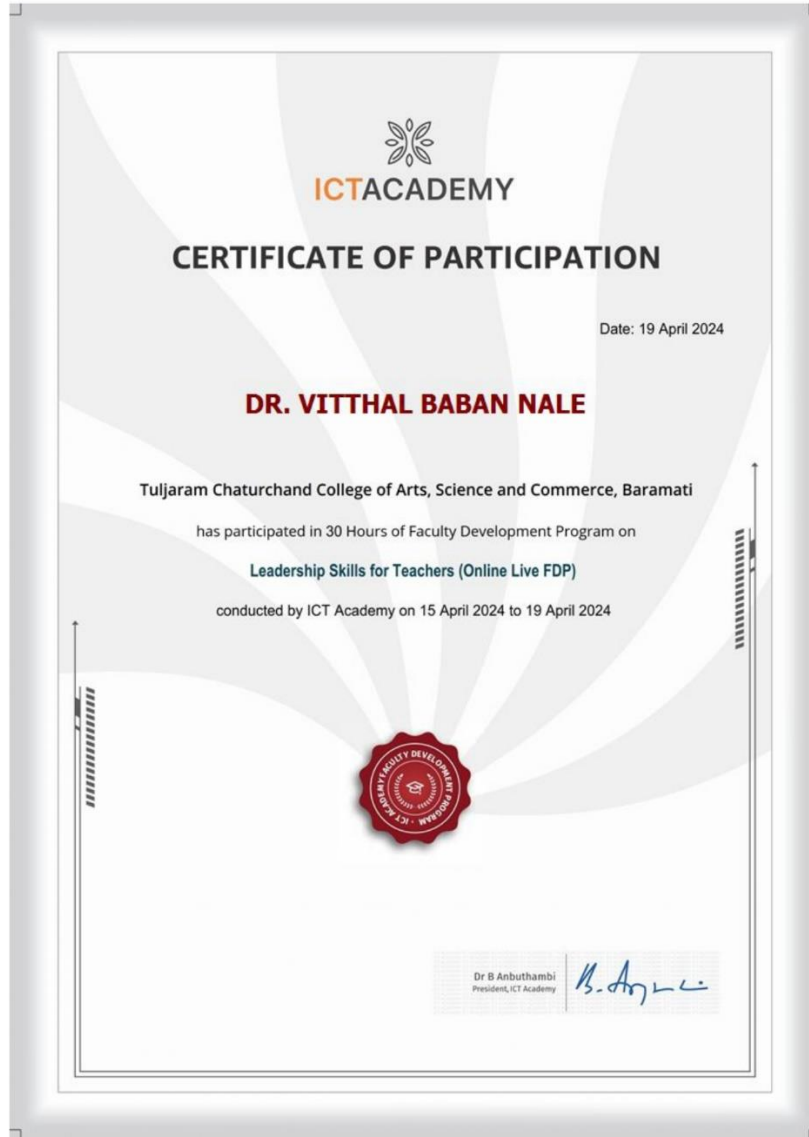 ICTACADEMY
CERTIFICATE OF PARTICIPATION
Date: 19 April 2024
DR. VITTHAL BABAN NALE
Tuljaram Chaturchand College of Arts, Science and Commerce, Baramati
has participated in 30 Hours of Faculty Development Program on
Leadership Skills for Teachers (Online Live FDP)
conducted by ICT Academy on 15 April 2024 to 19 April 2024
ICT ACADEMY FACULTY DEVELOPMENT PROGRAM
Dr B Anbuthambi
President, ICT Academy